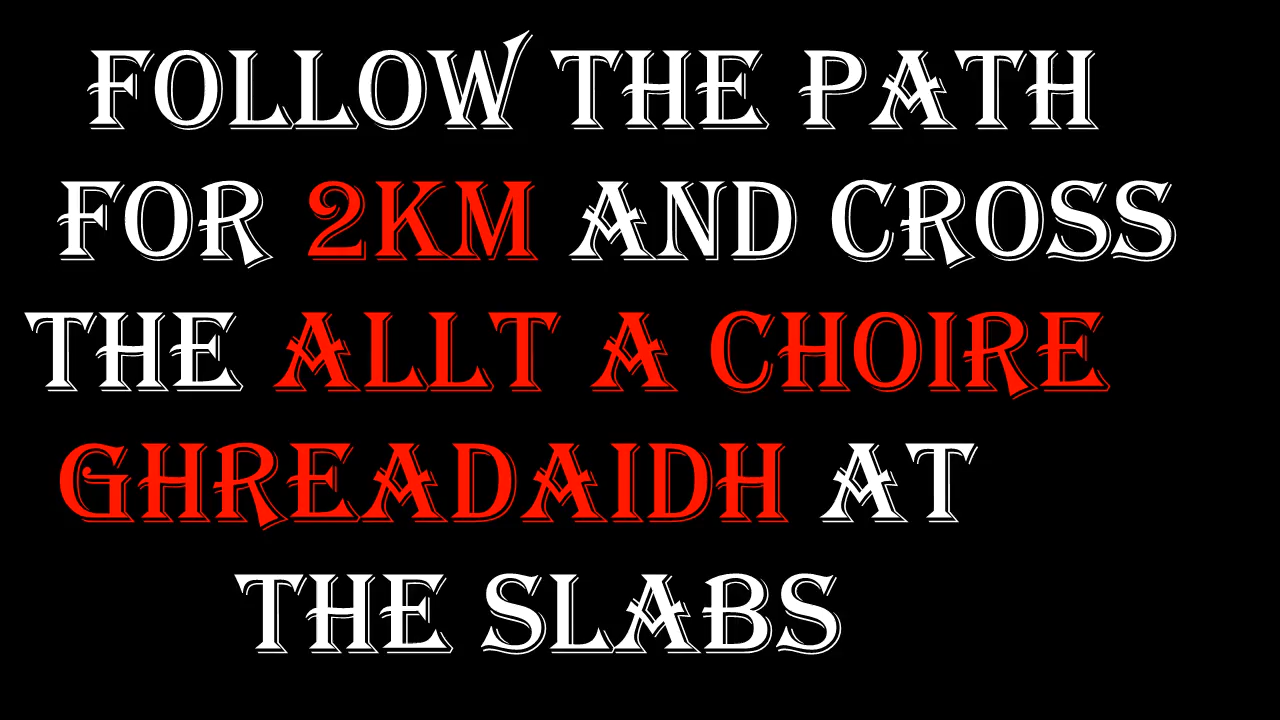 FOLLOW THE PATH
FOR 2KM AND CROSS
THE ALLT A CHOIRE
GHREADAIDH AT
THE SLABS